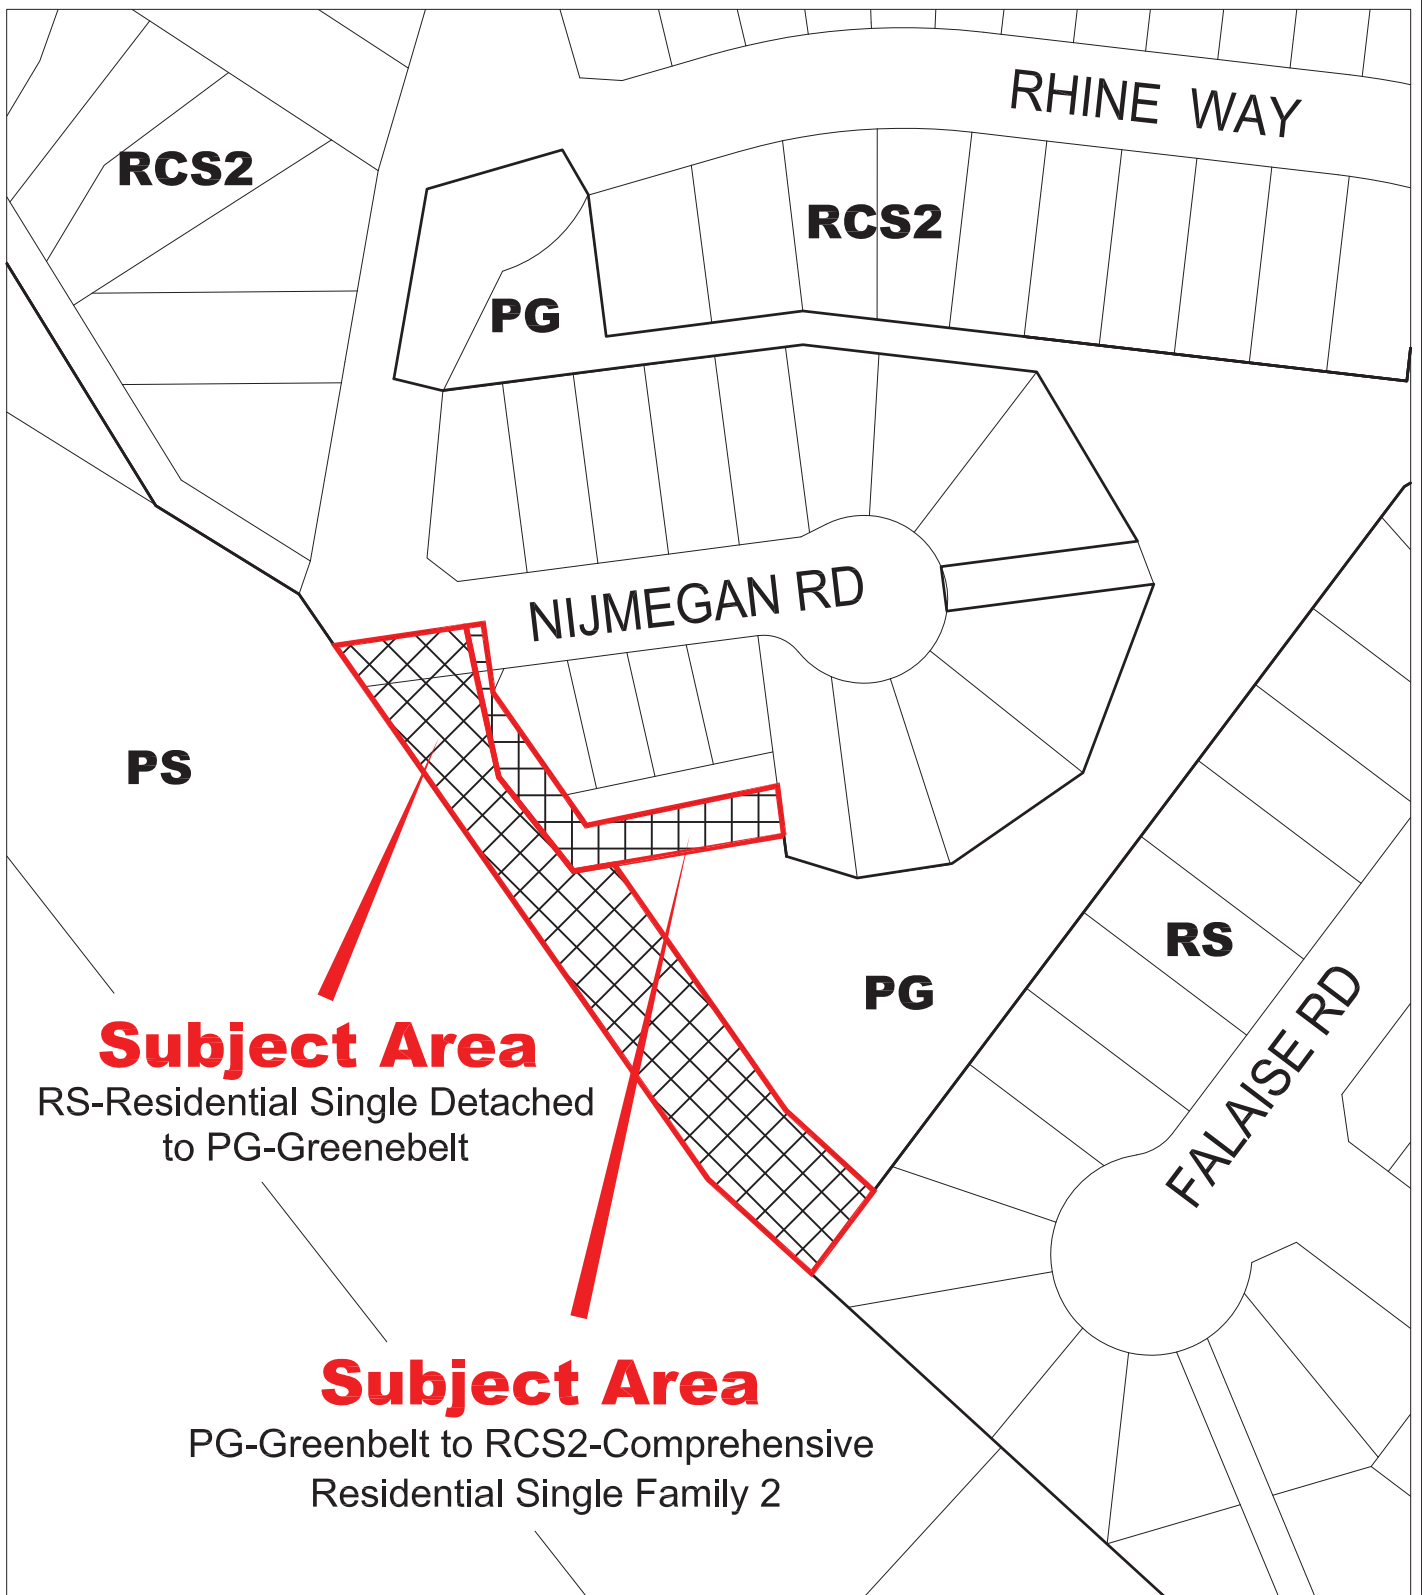 RHINE WAY
RCS2
RCS2
PG
NIJMEGAN RD
PS
RS
PG
FALAISE RD
Subject Area
RS-Residential Single Detached
to PG-Greenebelt
Subject Area
PG-Greenbelt to RCS2-Comprehensive
Residential Single Family 2